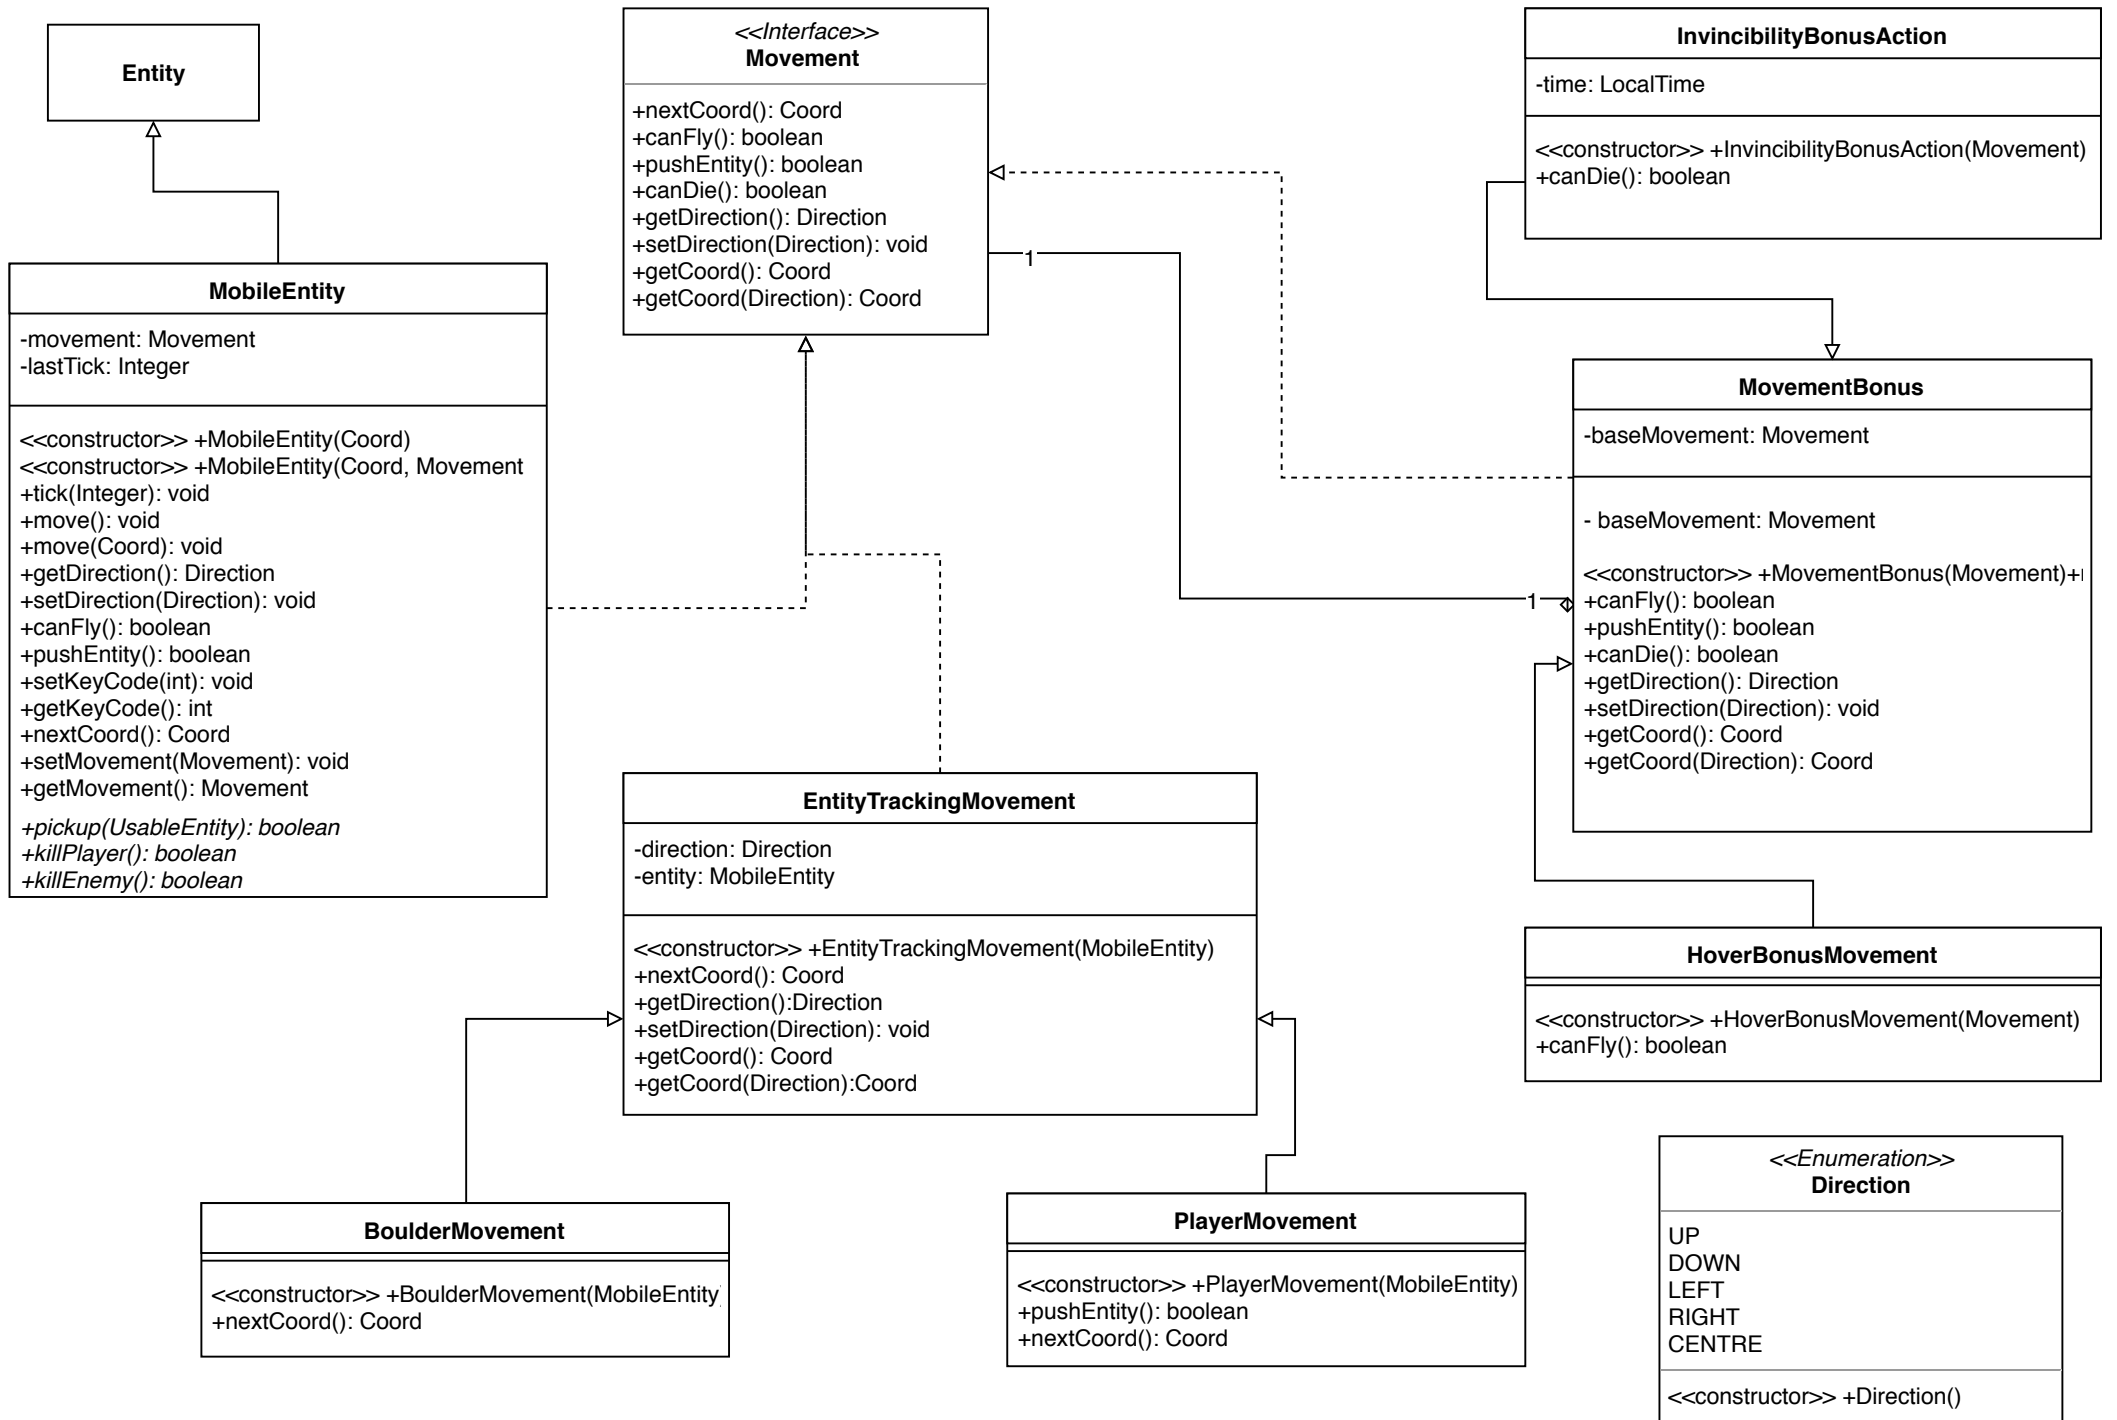 Entity
<<Interface>>
Movement
+nextCoord(): Coord
+canFly(): boolean
+pushEntity(): boolean
+canDie(): boolean
+getDirection(): Direction
+setDirection(Direction): void
+getCoord(): Coord
+getCoord(Direction): Coord
1
InvincibilityBonusAction
-time: LocalTime
<<constructor>> +InvincibilityBonusAction(Movement)
+canDie(): boolean
MobileEntity
-movement: Movement
-lastTick: Integer
<<constructor>> +MobileEntity(Coord)
<<constructor>> +MobileEntity(Coord, Movement
+tick(Integer): void
+move(): void
+move(Coord): void
+getDirection(): Direction
+setDirection(Direction): void
+canFly(): boolean
+pushEntity(): boolean
+setKeyCode(int): void
+getKeyCode(): int
+nextCoord(): Coord
+setMovement(Movement): void
+getMovement(): Movement
+pickup(UsableEntity): boolean
+killPlayer(): boolean
+killEnemy(): boolean
MovementBonus
-baseMovement: Movement
- baseMovement: Movement
<<constructor>> +MovementBonus(Movement)+
+canFly(): boolean
+pushEntity(): boolean
+canDie(): boolean
+getDirection(): Direction
+setDirection(Direction): void
+getCoord(): Coord
+getCoord(Direction): Coord
1
EntityTrackingMovement
-direction: Direction
-entity: MobileEntity
<<constructor>> +EntityTrackingMovement(MobileEntity)
+nextCoord(): Coord
+getDirection():Direction
+setDirection(Direction): void
+getCoord(): Coord
+getCoord(Direction):Coord
HoverBonusMovement
<<constructor>> +HoverBonusMovement(Movement)
+canFly(): boolean
BoulderMovement
<<constructor>> +BoulderMovement(MobileEntity
+nextCoord(): Coord
PlayerMovement
<<constructor>> +PlayerMovement(MobileEntity)
+pushEntity(): boolean
+nextCoord(): Coord
<<Enumeration>>
Direction
UP
DOWN
LEFT
RIGHT
CENTRE
<<constructor>> +Direction()